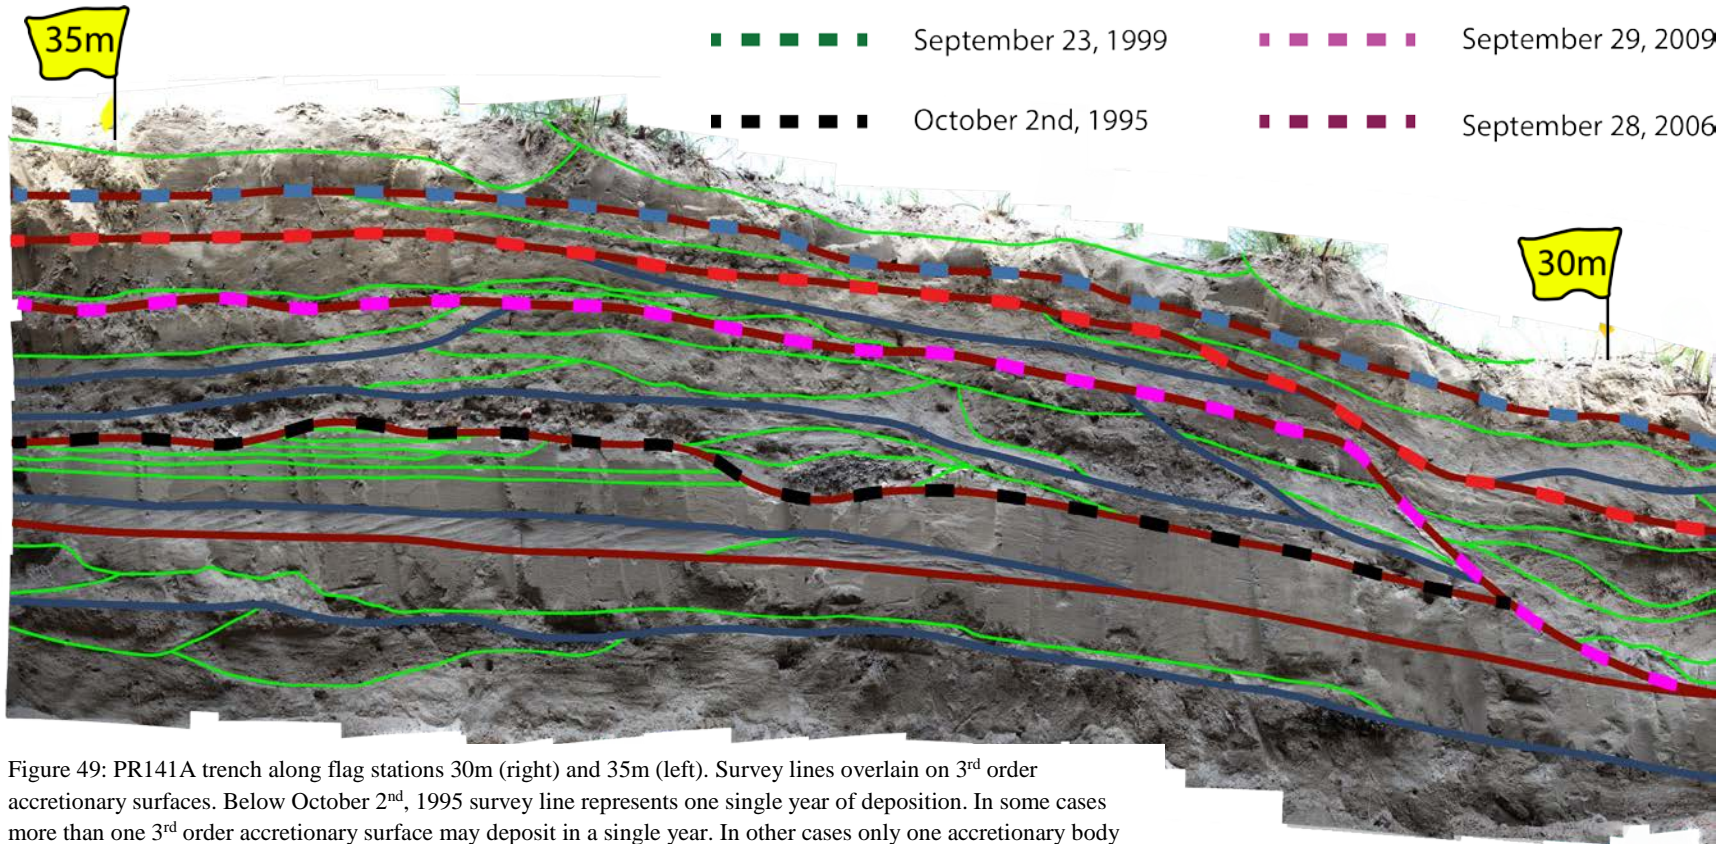 35m
September 23, 1999
September 29, 2009
October 2nd, 1995
September 28, 2006
30m
Figure 49: PR141A trench along flag stations 30m (right) and 35m (left). Survey lines overlain on 3rd order
accretionary surfaces. Below October 2nd, 1995 survey line represents one single year of deposition. In some cases
more than one 3rd order accretionary surface may deposit in a single year. In other cases only one accretionary body